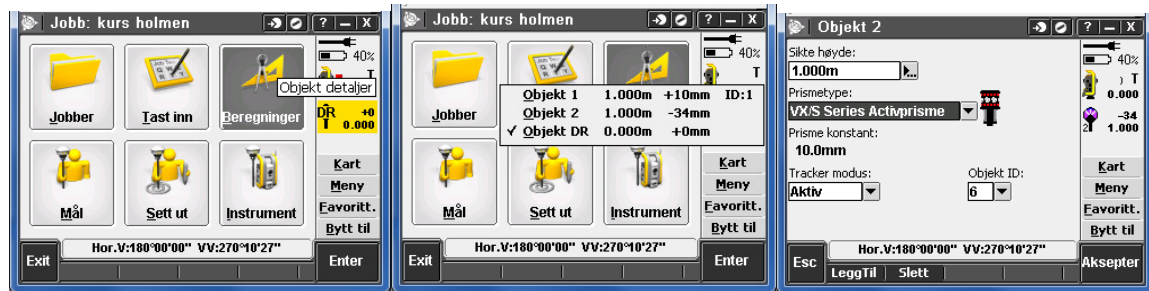 Jobb: kurs holmen
? – X
40%
T
Objekt detaljer
DR +0
T 0.000
Jobber
Tast inn
Beregninger
Kart
Meny
Mål
Sett ut
Instrument
Favoritt.
Bytt til
Hor.V:180°00'00" VV:270°10'27"
Exit
Enter
Jobb: kurs holmen
? – X
40%
T
Objekt 1 1.000m +10mm ID:1
Objekt 2 1.000m -34mm
✓ Objekt DR 0.000m +0mm
Jobber
Kart
Meny
Mål
Sett ut
Instrument
Favoritt.
Bytt til
Hor.V:180°00'00" VV:270°10'27"
Exit
Enter
Objekt 2
? – X
Sikte høyde:
40%
1.000m
T
0.000
Prismetype:
VX/S Series Activprisme
-34
2 1.000
Prisme konstant:
10.0mm
Kart
Tracker modus:
Objekt ID:
Meny
Aktiv
6
Favoritt.
Bytt til
Hor.V:180°00'00" VV:270°10'27"
Esc
Aksepter
LeggTil
Slett